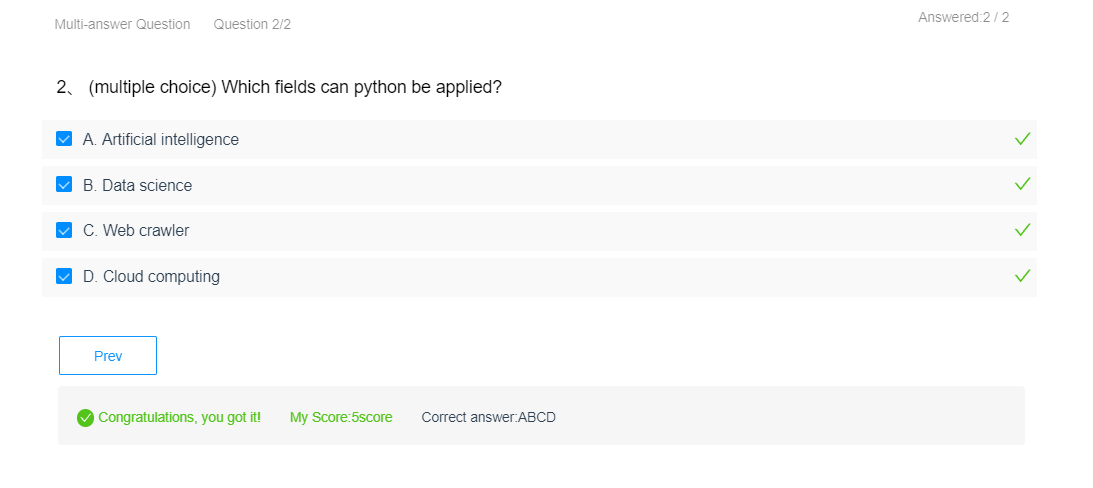 Multi-answer Question Question 2/2 Answered:2 / 2
2、 (multiple choice) Which fields can python be applied?
A. Artificial intelligence
B. Data science
C. Web crawler
D. Cloud computing
Prev
Congratulations, you got it! My Score:5score Correct answer:ABCD